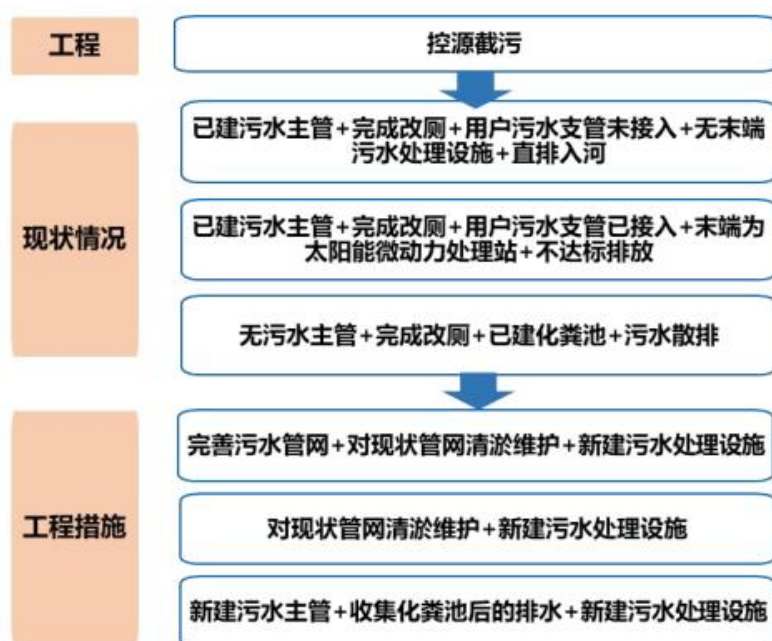 工程
控源截污
现状情况
已建污水主管+完成改厕+用户污水支管未接入+无末端
污水处理设施+直排入河
已建污水主管+完成改厕+用户污水支管已接入+末端为
太阳能微动力处理站+不达标排放
无污水主管+完成改厕+已建化粪池+污水散排
工程措施
完善污水管网+对现状管网清淤维护+新建污水处理设施
对现状管网清淤维护+新建污水处理设施
新建污水主管+收集化粪池后的排水+新建污水处理设施